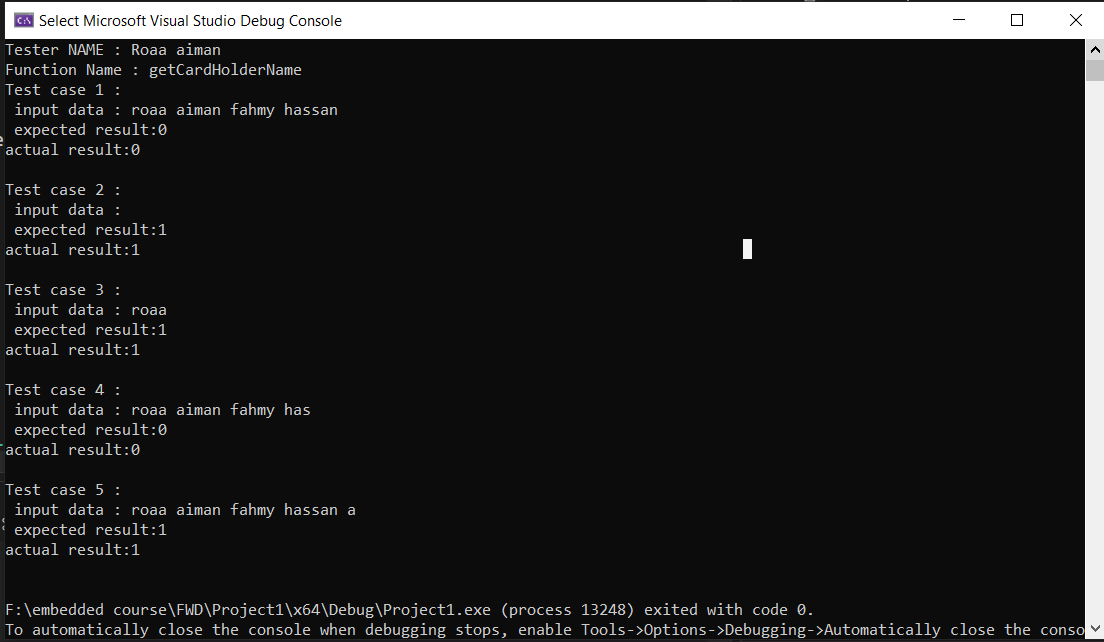 Select Microsoft Visual Studio Debug Console
Tester NAME : Roaa aiman
Function Name : getCardHolderName
Test case 1 :
 input data : roaa aiman fahmy hassan
 expected result:0
actual result:0
Test case 2 :
 input data :
 expected result:1
actual result:1
Test case 3 :
 input data : roaa
 expected result:1
actual result:1
Test case 4 :
 input data : roaa aiman fahmy has
 expected result:0
actual result:0
Test case 5 :
 input data : roaa aiman fahmy hassan a
 expected result:1
actual result:1
F:\embedded course\FWD\Project1\x64\Debug\Project1.exe (process 13248) exited with code 0.
To automatically close the console when debugging stops, enable Tools->Options->Debugging->Automatically close the conso